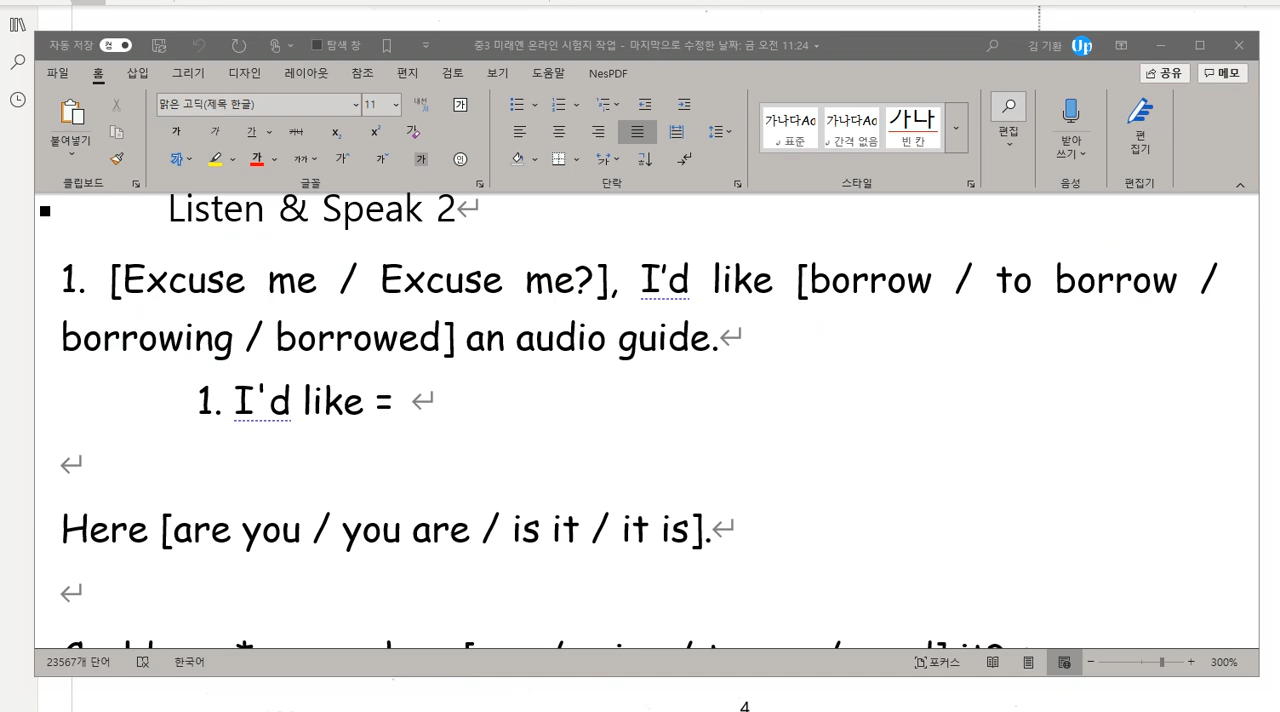 자동 저장 컴 탐색 창 중3 미래엔 온라인 시험지 작업 - 마지막으로 수정한 날짜: 금 오전 11:24 김 기환 Up
파일 홈 삽입 그리기 디자인 레이아웃 참조 편지 검토 보기 도움말 NesPDF 공유 메모
맑은 고딕(제목 한글) 11
붙여넣기 가나다Aa 가나다Aa 가나 편집 받아쓰기 편집기
표준 간격 없음 빈 칸
클립보드 글꼴 단락 스타일 음성 편집기
Listen & Speak 2
1. [Excuse me / Excuse me?], I’d like [borrow / to borrow /
borrowing / borrowed] an audio guide.
1. I'd like =
Here [are you / you are / is it / it is].
23567개 단어 한국어 포커스 300%
4